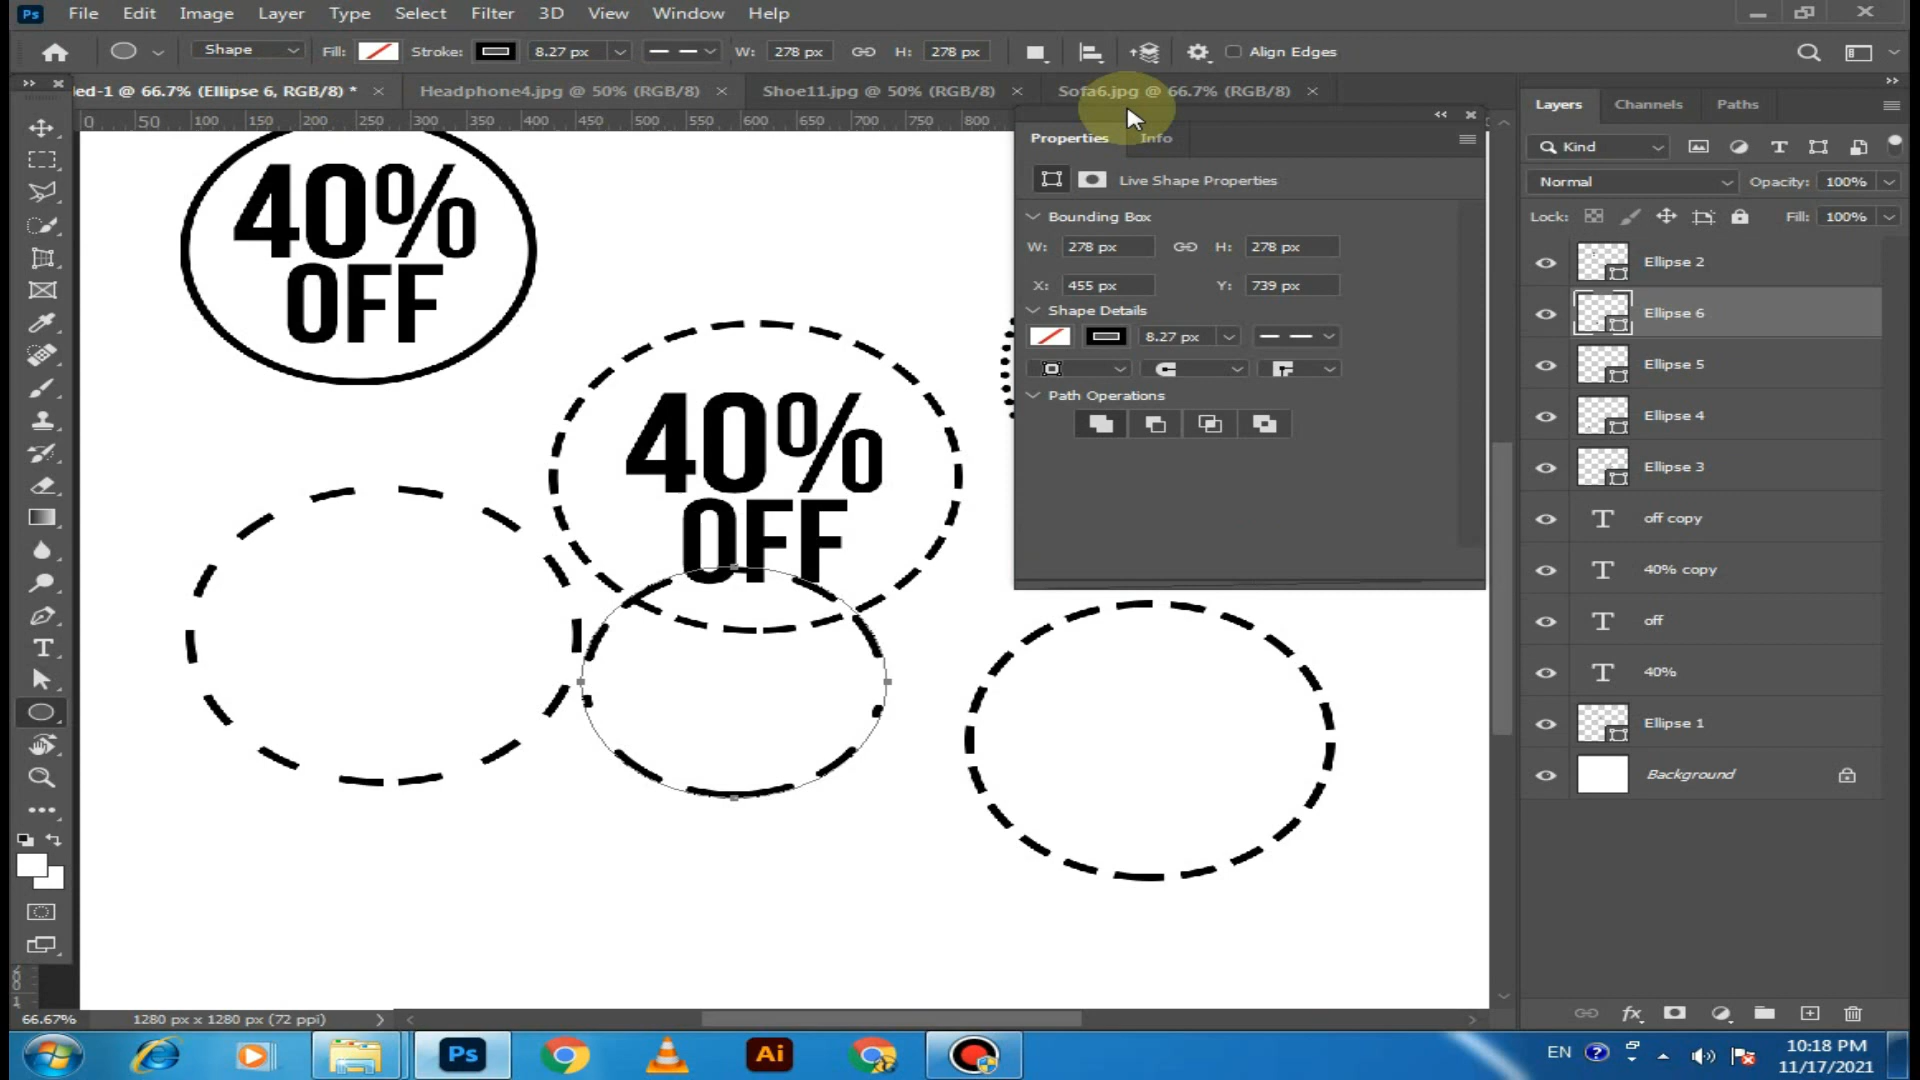 Ps File Edit Image Layer Type Select Filter 3D View Window Help
Shape Fill: Stroke: 8.27 px W: 278 px H: 278 px Align Edges
led-1 @ 66.7% (Ellipse 6, RGB/8) * Headphone4.jpg @ 50% (RGB/8) Shoe11.jpg @ 50% (RGB/8) Sofa6.jpg @ 66.7% (RGB/8)
0 50 100 150 200 250 300 350 400 450 500 550 600 650 700 750 800
Properties Info
Live Shape Properties
Bounding Box
W: 278 px H: 278 px
X: 455 px Y: 739 px
Shape Details
8.27 px
Path Operations
40%
OFF
40%
OFF
Layers Channels Paths
Kind
Normal Opacity: 100%
Lock: Fill: 100%
Ellipse 2
Ellipse 6
Ellipse 5
Ellipse 4
Ellipse 3
T off copy
T 40% copy
T off
T 40%
Ellipse 1
Background
66.67% 1280 px x 1280 px (72 ppi)
Ps Ai EN 10:18 PM
11/17/2021